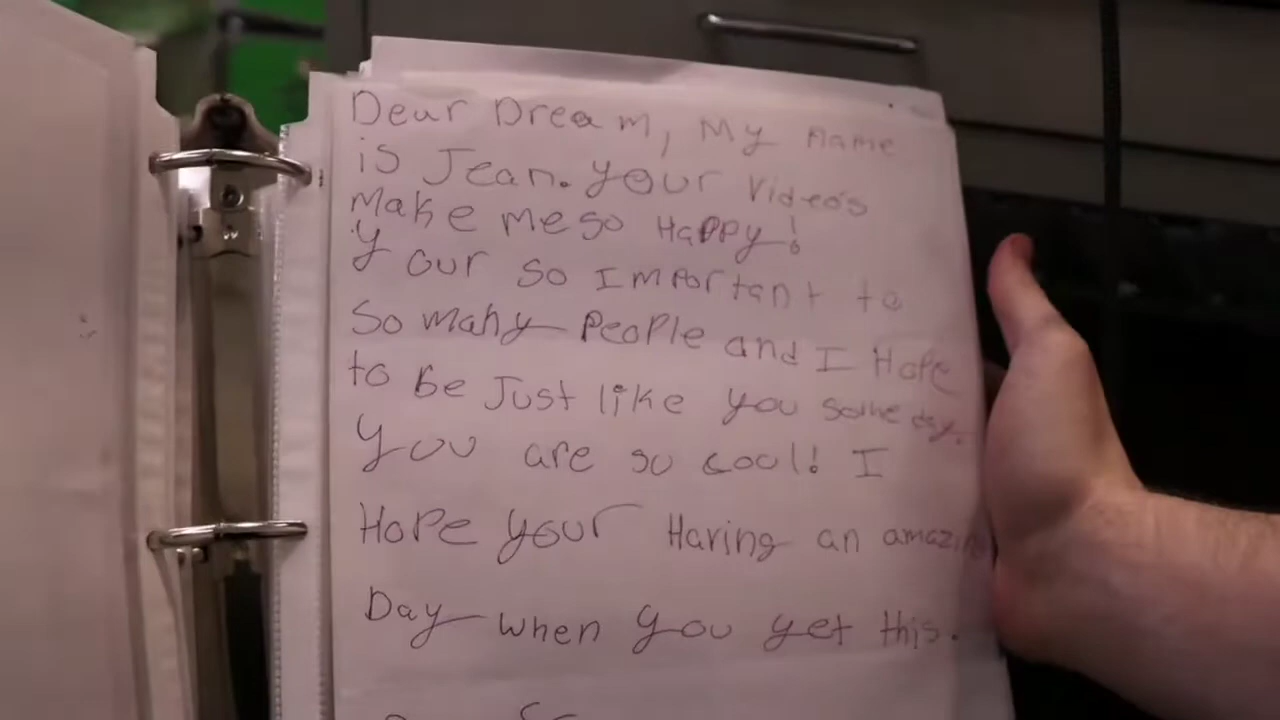 Dear Dream, My name
is Jean. your Video's
make me so Happy!
your so Important to
So many People and I Hope
to be Just like you someday.
You are so cool! I
Hope your Having an amazing
Day when you get this.